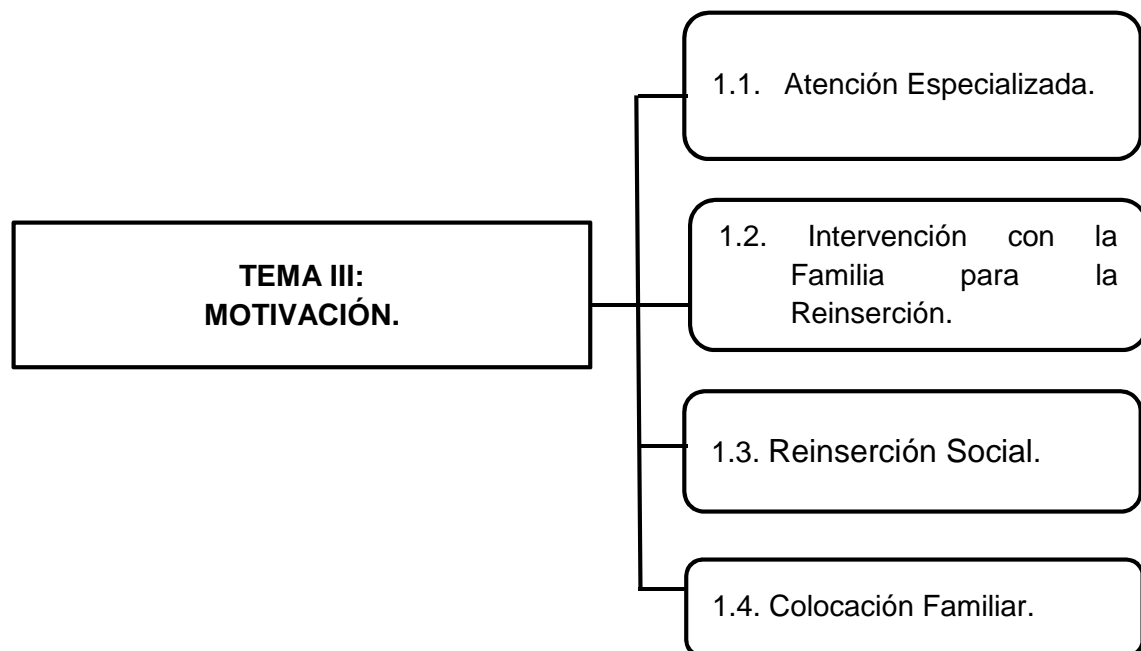 TEMA III:
MOTIVACIÓN.
1.1. Atención Especializada.
1.2. Intervención con la
Familia para la
Reinserción.
1.3. Reinserción Social.
1.4. Colocación Familiar.